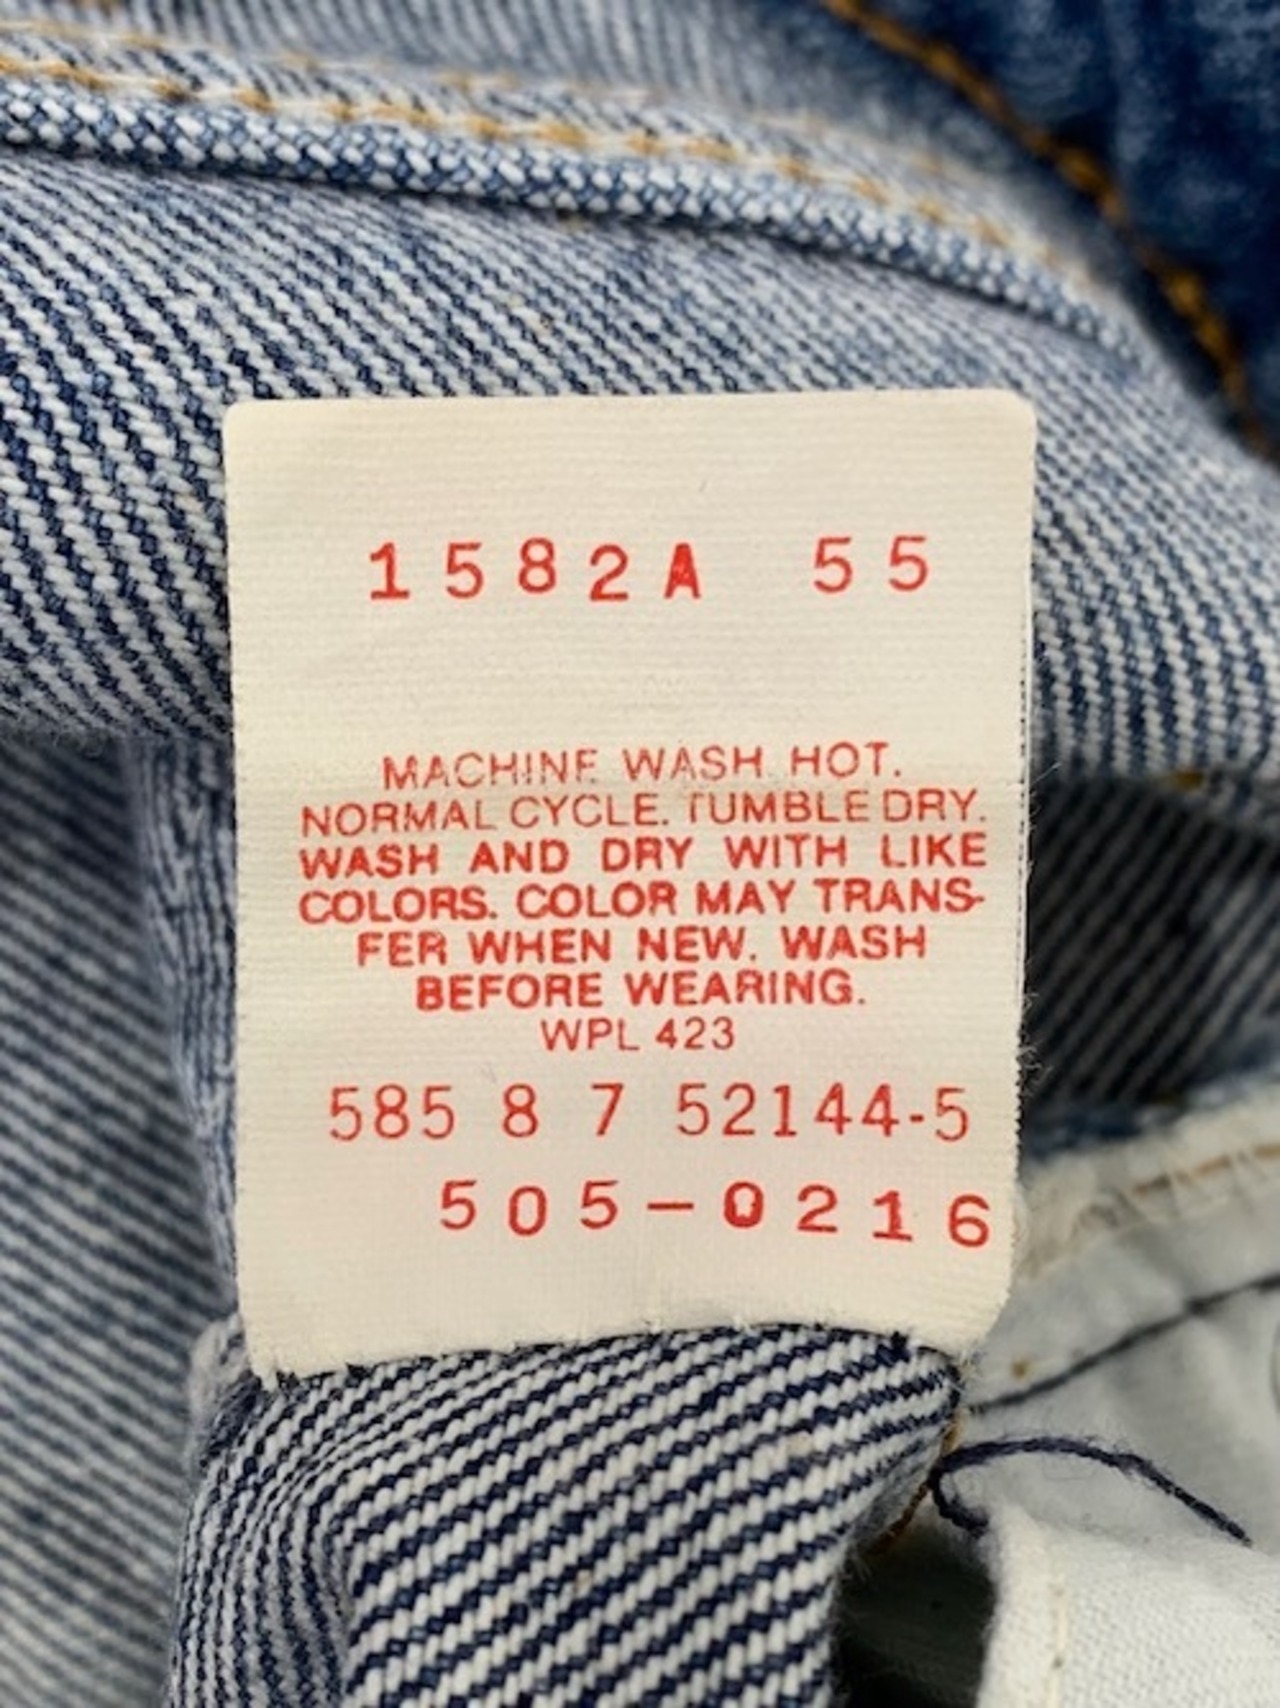 1582A 55
MACHINE WASH HOT.
NORMAL CYCLE. TUMBLE DRY.
WASH AND DRY WITH LIKE
COLORS. COLOR MAY TRANS-
FER WHEN NEW. WASH
BEFORE WEARING.
WPL 423
585 8 7 52144-5
505-0216